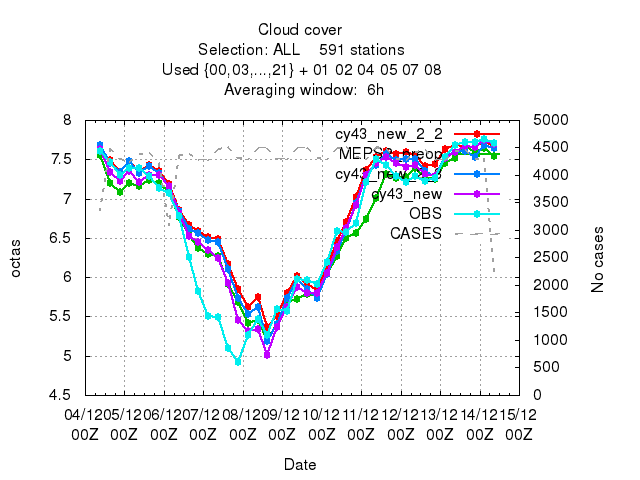 Cloud cover
Selection: ALL    591 stations
Used {00,03,...,21} + 01 02 04 05 07 08
Averaging window:  6h
8
7.5
7
6.5
6
5.5
5
4.5
octas
5000
4500
4000
3500
3000
2500
2000
1500
1000
500
0
No cases
cy43_new_2_2
cy43_new
OBS
CASES
04/12 05/12 06/12 07/12 08/12 09/12 10/12 11/12 12/12 13/12 14/12 15/12
00Z 00Z 00Z 00Z 00Z 00Z 00Z 00Z 00Z 00Z 00Z 00Z
Date